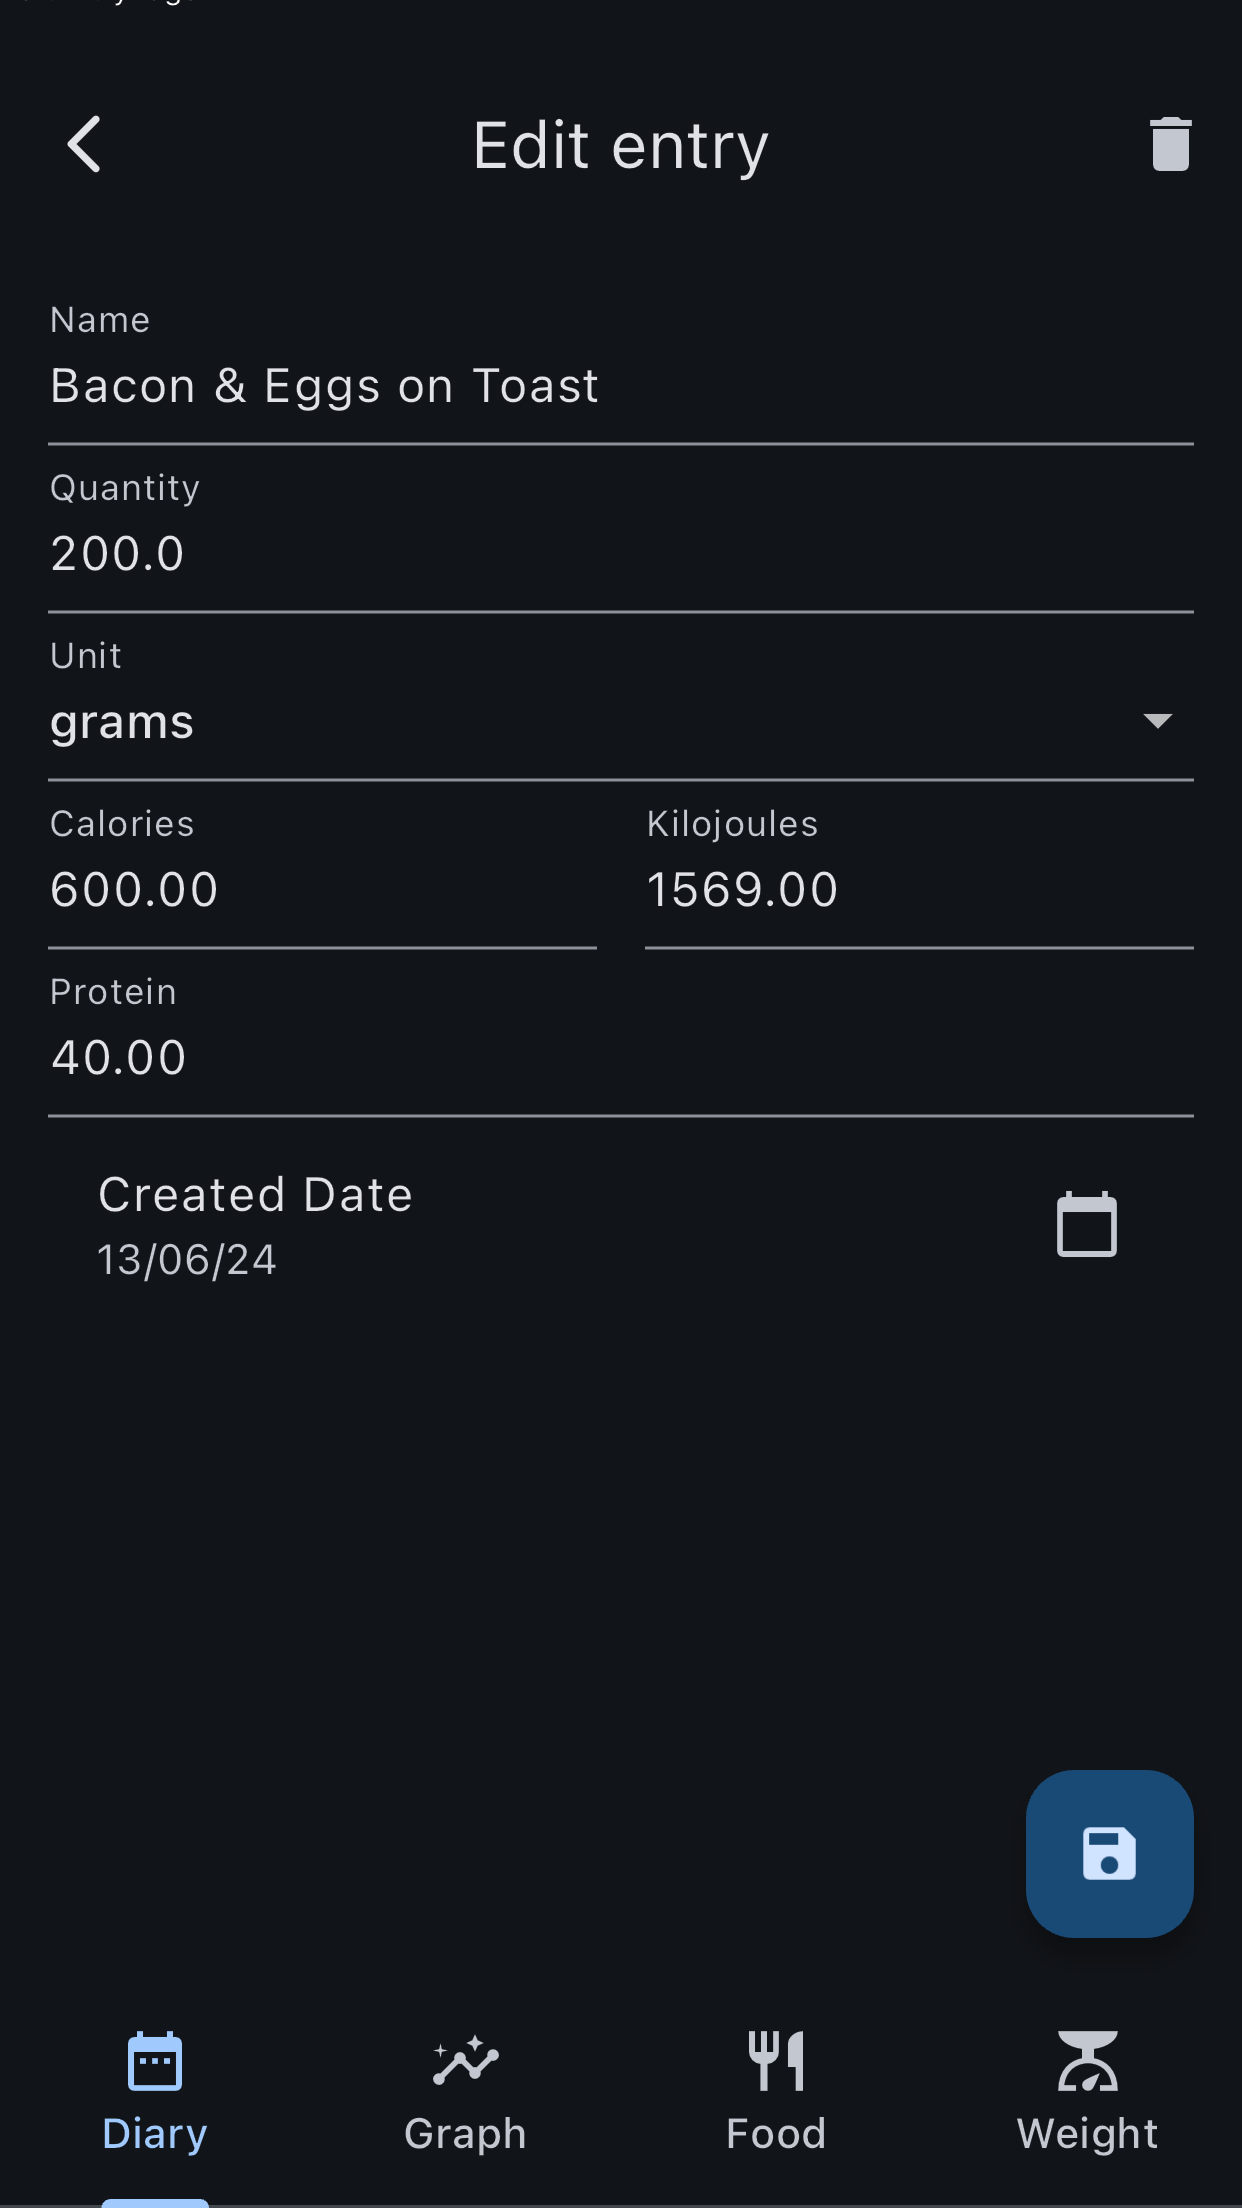 Edit entry
Name
Bacon & Eggs on Toast
Quantity
200.0
Unit
grams
Calories
600.00
Kilojoules
1569.00
Protein
40.00
Created Date
13/06/24
Diary
Graph
Food
Weight